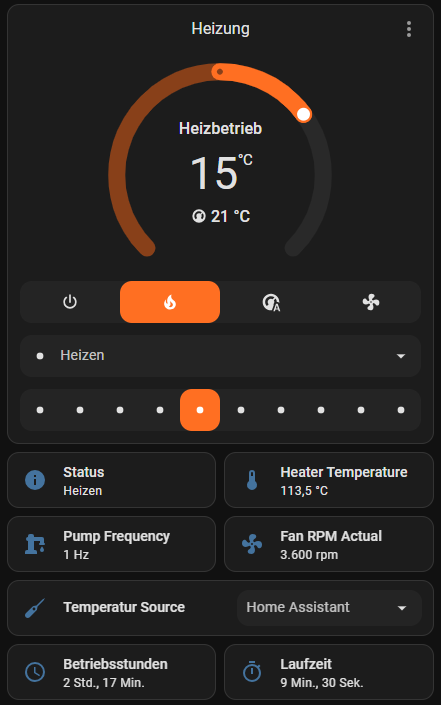 Heizung
Heizbetrieb
15 °C
21 °C
A
Heizen
Status
Heizen
Heater Temperature
113,5 °C
Pump Frequency
1 Hz
Fan RPM Actual
3.600 rpm
Temperatur Source
Home Assistant
Betriebsstunden
2 Std., 17 Min.
Laufzeit
9 Min., 30 Sek.